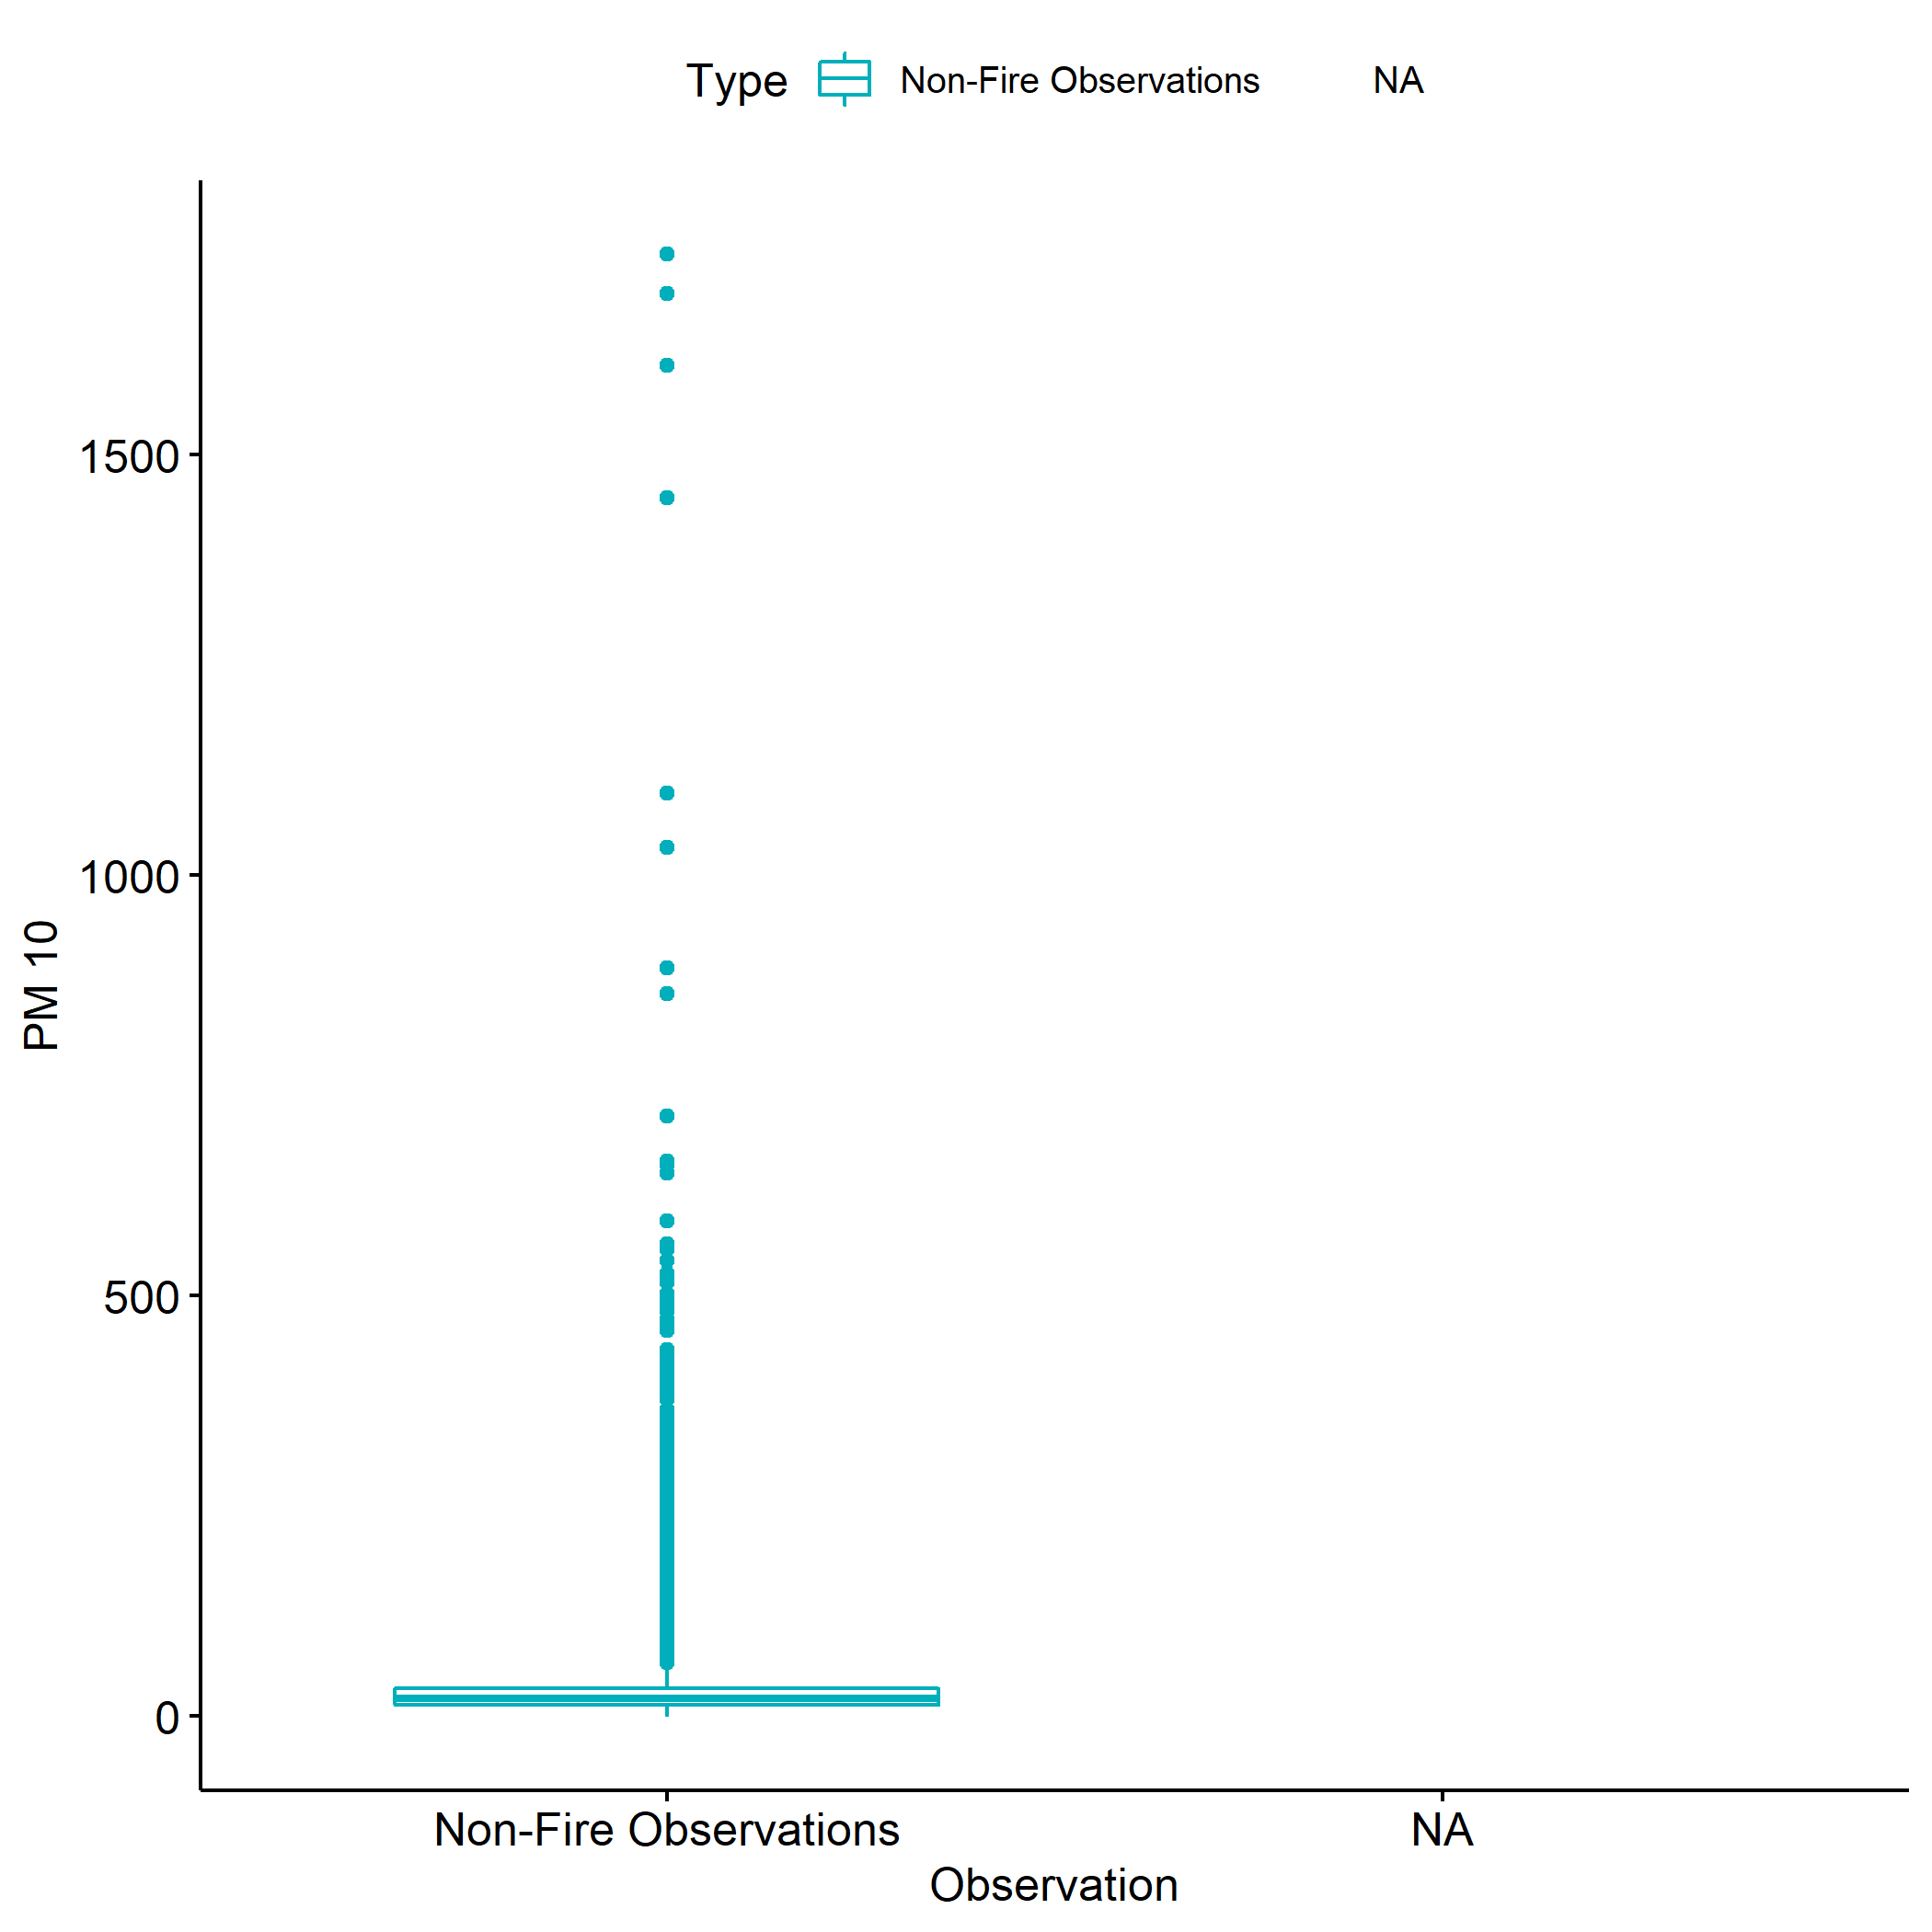 Type Non-Fire Observations NA
1500
1000
500
0
PM 10
Non-Fire Observations NA
Observation